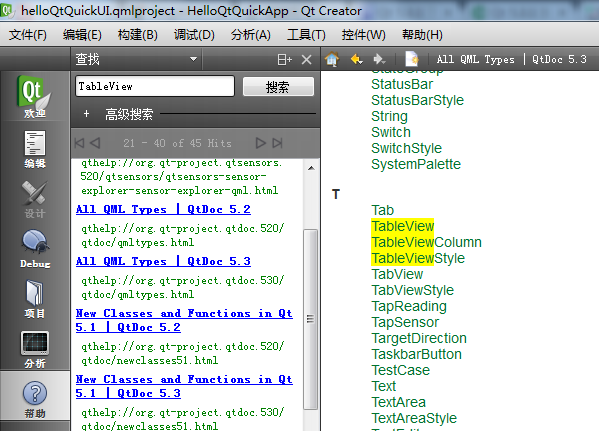 helloQtQuickUI.qmlproject - HelloQtQuickApp - Qt Creator
文件(F) 编辑(E) 构建(B) 调试(D) 分析(A) 工具(T) 控件(W) 帮助(H)
查找
All QML Types | QtDoc 5.3
TableView 搜索
+ 高级搜索
21 - 40 of 45 Hits
qthelp://org.qt-project.qtsensors.
520/qtsensors/qtsensors-sensor-
explorer-sensor-explorer-qml.html
All QML Types | QtDoc 5.2
qthelp://org.qt-project.qtdoc.520/
qtdoc/qmltypes.html
All QML Types | QtDoc 5.3
qthelp://org.qt-project.qtdoc.530/
qtdoc/qmltypes.html
New Classes and Functions in Qt
5.1 | QtDoc 5.2
qthelp://org.qt-project.qtdoc.520/
qtdoc/newclasses51.html
New Classes and Functions in Qt
5.1 | QtDoc 5.3
qthelp://org.qt-project.qtdoc.530/
qtdoc/newclasses51.html
Qt
欢迎
编辑
设计
Debug
项目
分析
帮助
StateGroup
StatusBar
StatusBarStyle
String
Switch
SwitchStyle
SystemPalette
T
Tab
TableView
TableViewColumn
TableViewStyle
TabView
TabViewStyle
TapReading
TapSensor
TargetDirection
TaskbarButton
TestCase
Text
TextArea
TextAreaStyle